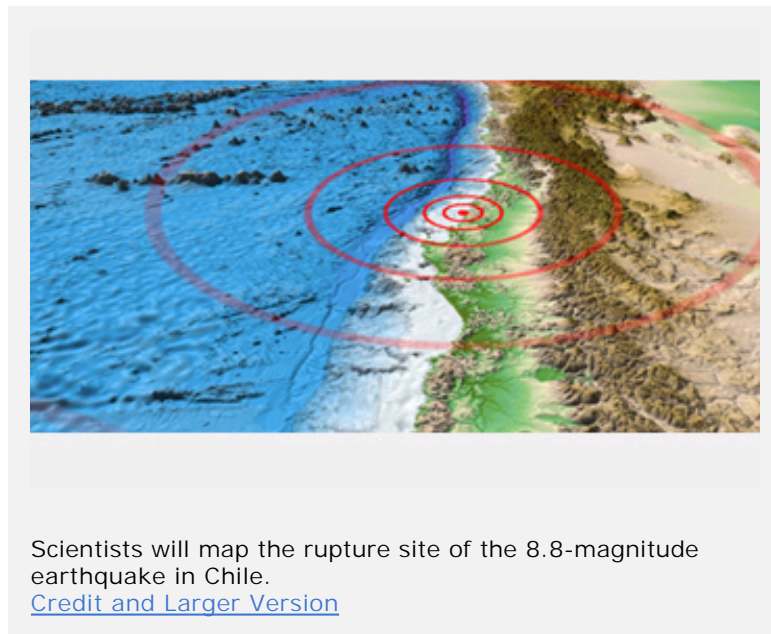 Scientists will map the rupture site of the 8.8-magnitude
earthquake in Chile.
Credit and Larger Version